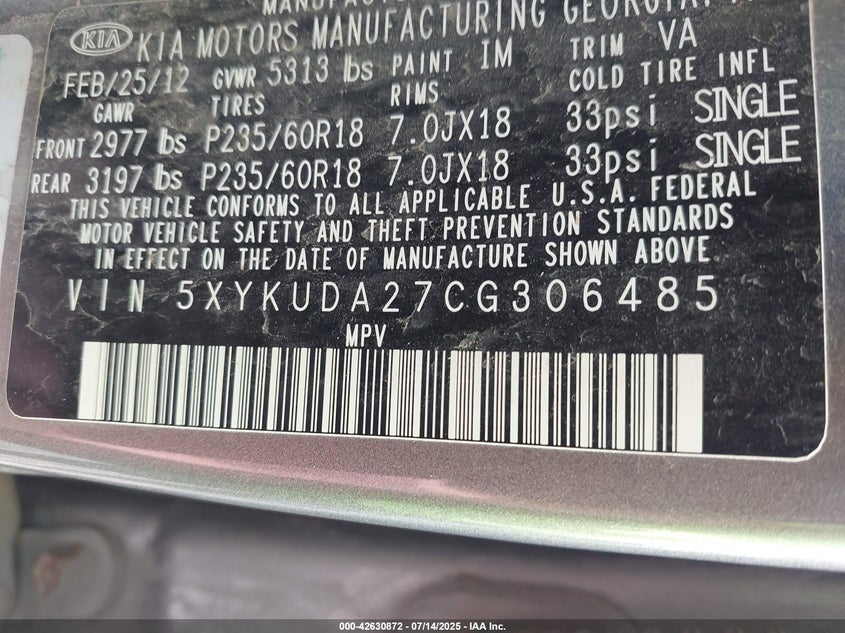 KIA
KIA MOTORS MANUFACTURING GEORGIA,
FEB/25/12 GVWR 5313 lbs PAINT IM TRIM VA
GAWR TIRES RIMS COLD TIRE INFL
FRONT 2977 lbs P235/60R18 7.0JX18 33psi SINGLE
REAR 3197 lbs P235/60R18 7.0JX18 33psi SINGLE
THIS VEHICLE CONFORMS TO ALL APPLICABLE U.S.A. FEDERAL
MOTOR VEHICLE SAFETY AND THEFT PREVENTION STANDARDS
IN EFFECT ON THE DATE OF MANUFACTURE SHOWN ABOVE.
VIN 5XYKUDA27CG306485
MPV
000-42630872 - 07/14/2025 - IAA Inc.